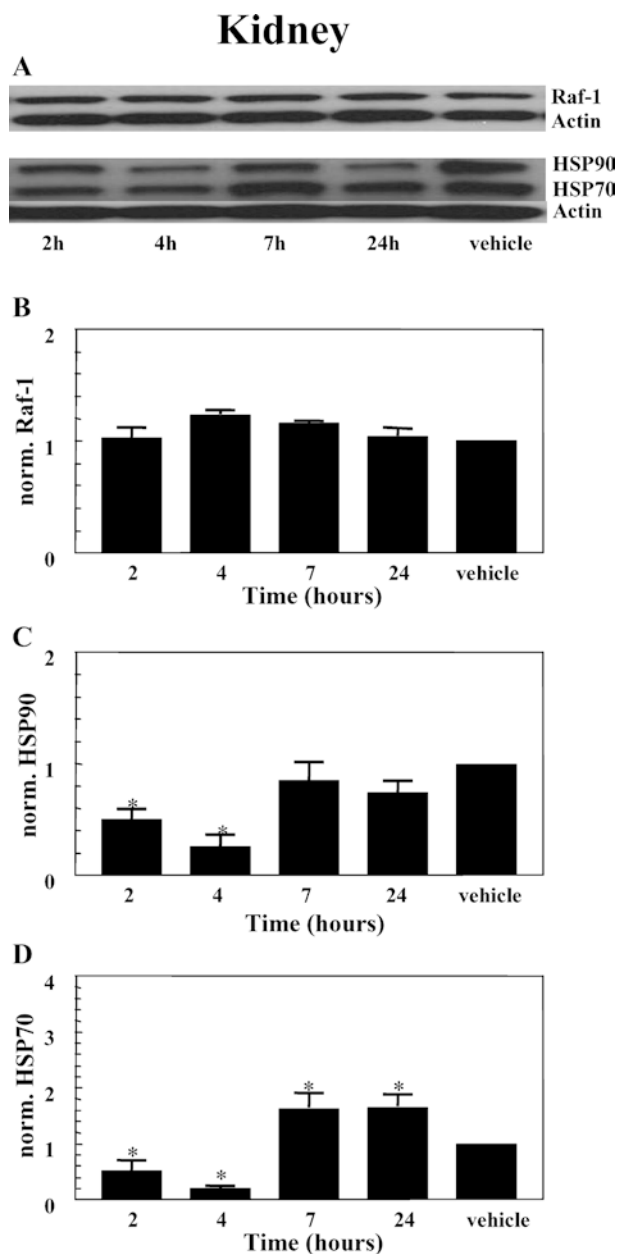 Kidney
A
Raf-1
Actin
HSP90
HSP70
Actin
2h 4h 7h 24h vehicle
B
2
1
0
norm. Raf-1
2 4 7 24 vehicle
Time (hours)
C
2
1
0
norm. HSP90
* *
2 4 7 24 vehicle
Time (hours)
D
4
3
2
1
0
norm. HSP70
* * * *
2 4 7 24 vehicle
Time (hours)